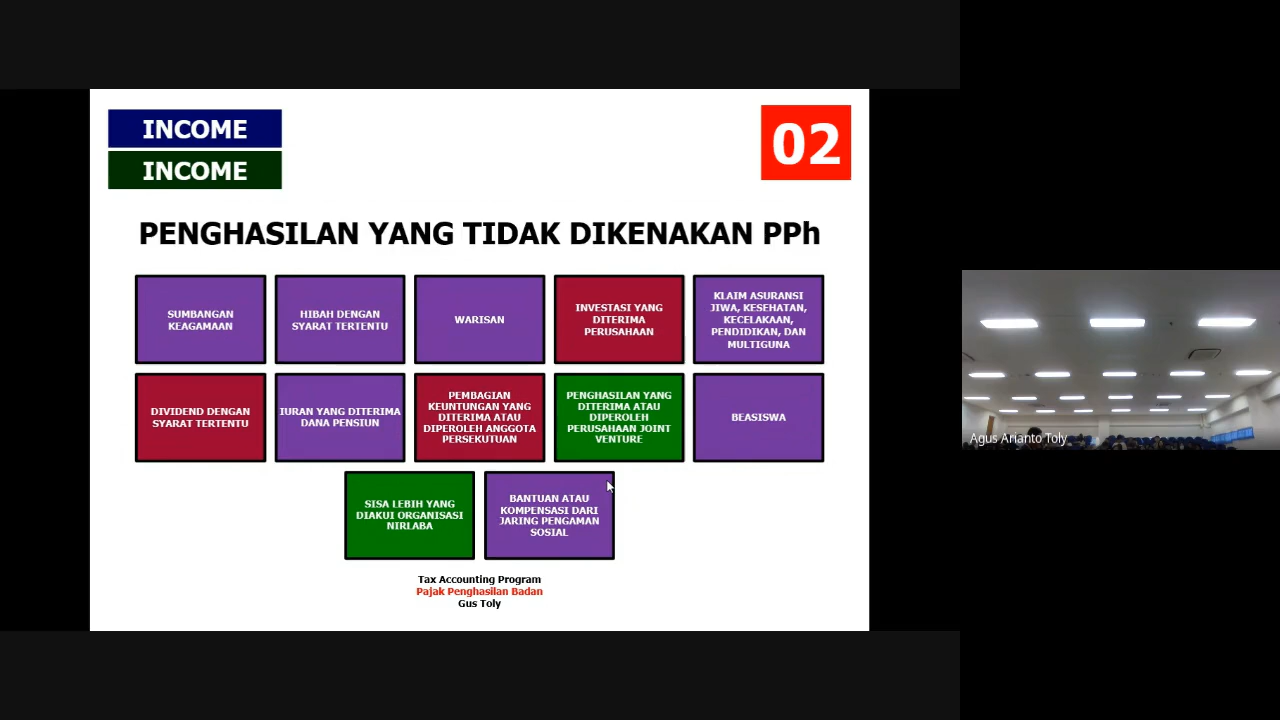 INCOME
INCOME
02
PENGHASILAN YANG TIDAK DIKENAKAN PPh
SUMBANGAN
KEAGAMAAN
HIBAH DENGAN
SYARAT TERTENTU
WARISAN
INVESTASI YANG
DITERIMA
PERUSAHAAN
KLAIM ASURANSI
JIWA, KESEHATAN,
KECELAKAAN,
PENDIDIKAN, DAN
MULTIGUNA
DIVIDEND DENGAN
SYARAT TERTENTU
IURAN YANG DITERIMA
DANA PENSIUN
PEMBAGIAN
KEUNTUNGAN YANG
DITERIMA ATAU
DIPEROLEH ANGGOTA
PERSEKUTUAN
PENGHASILAN YANG
DITERIMA ATAU
DIPEROLEH
PERUSAHAAN JOINT
VENTURE
BEASISWA
SISA LEBIH YANG
DIAKUI ORGANISASI
NIRLABA
BANTUAN ATAU
KOMPENSASI DARI
JARING PENGAMAN
SOSIAL
Tax Accounting Program
Pajak Penghasilan Badan
Gus Toly
Agus Arianto Toly